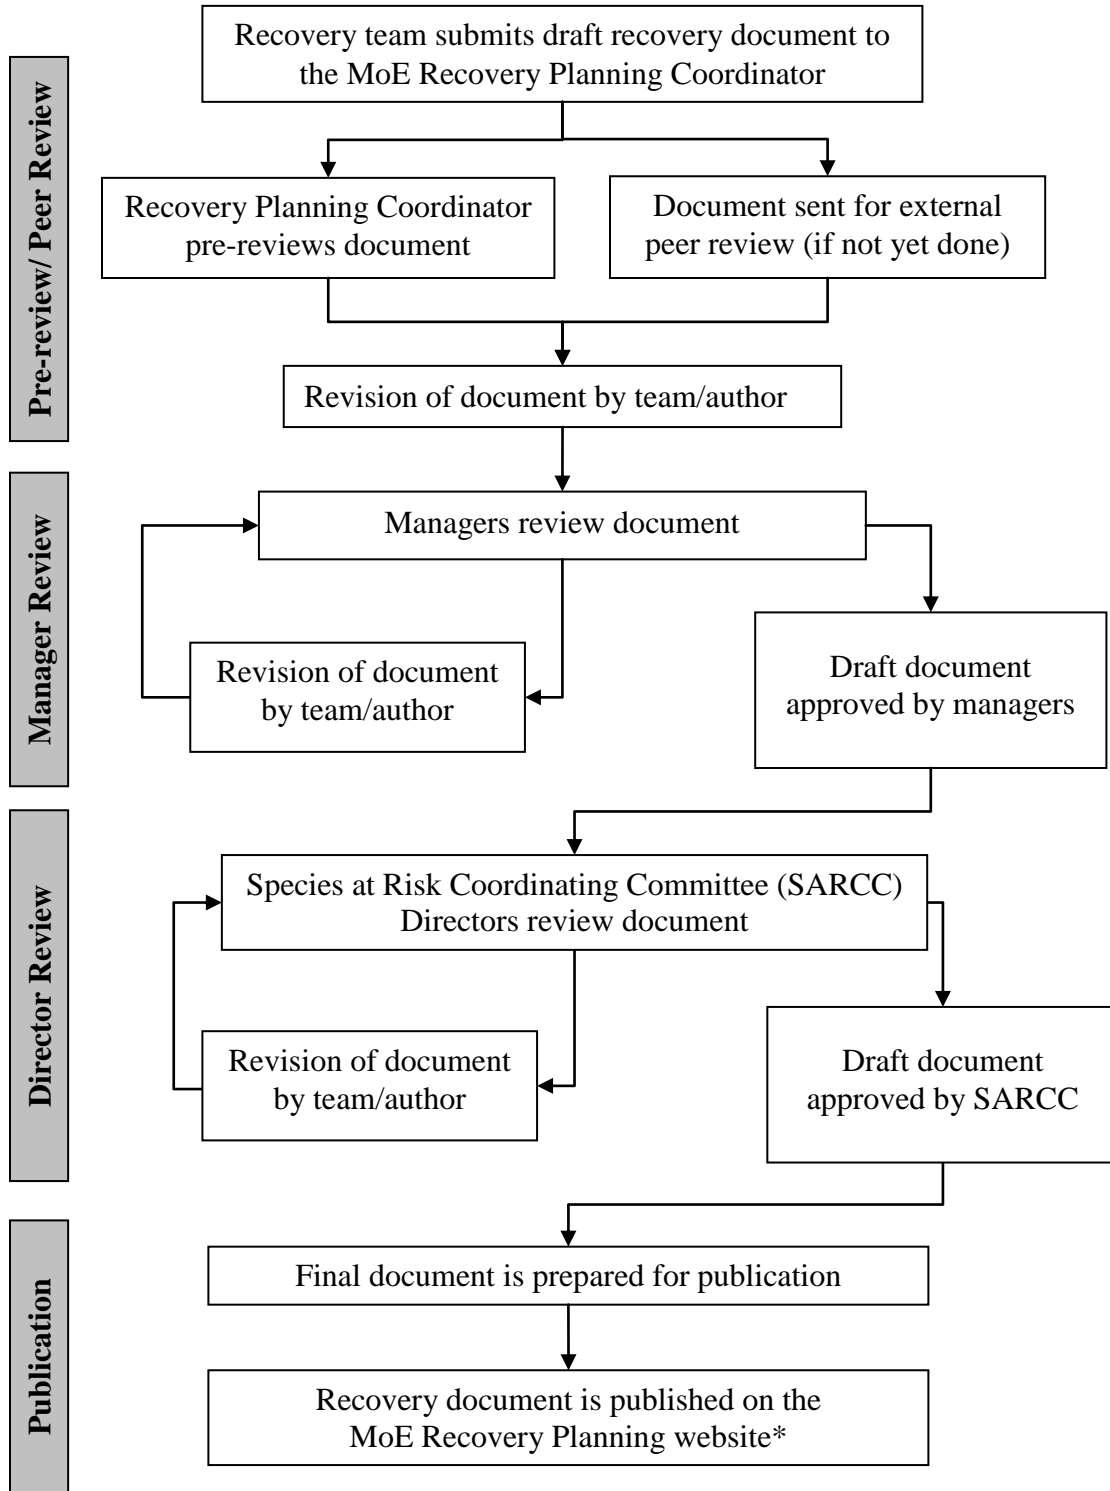 Recovery team submits draft recovery document to
the MoE Recovery Planning Coordinator
Pre-review/ Peer Review
Recovery Planning Coordinator
pre-reviews document
Document sent for external
peer review (if not yet done)
Revision of document by team/author
Manager Review
Managers review document
Revision of document
by team/author
Draft document
approved by managers
Director Review
Species at Risk Coordinating Committee (SARCC)
Directors review document
Revision of document
by team/author
Draft document
approved by SARCC
Publication
Final document is prepared for publication
Recovery document is published on the
MoE Recovery Planning website*